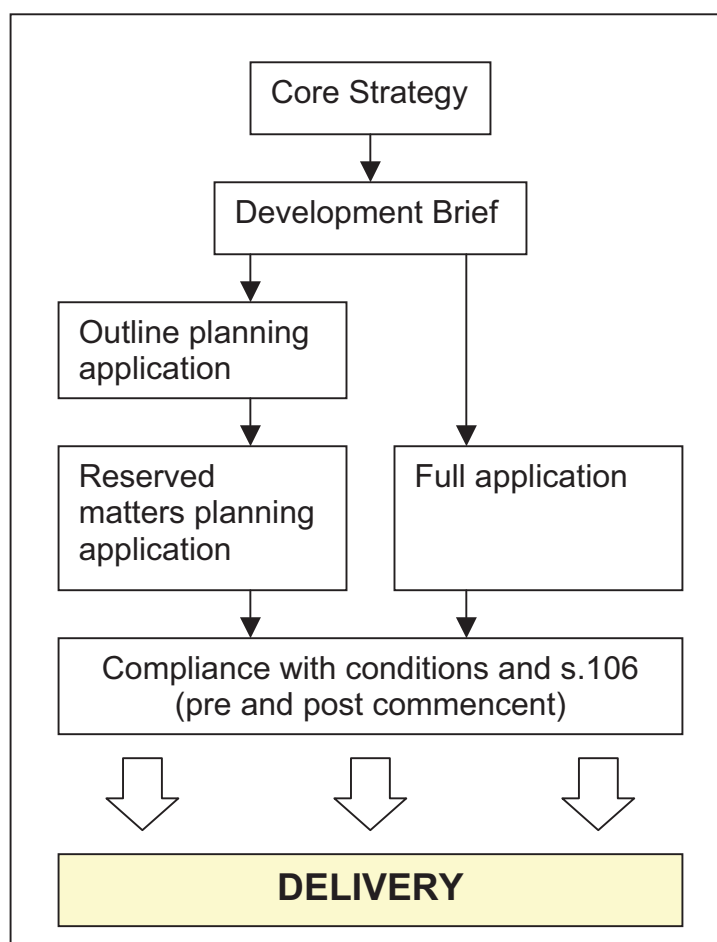 Core Strategy
Development Brief
Outline planning
application
Reserved
matters planning
application
Full application
Compliance with conditions and s.106
(pre and post commencent)
DELIVERY